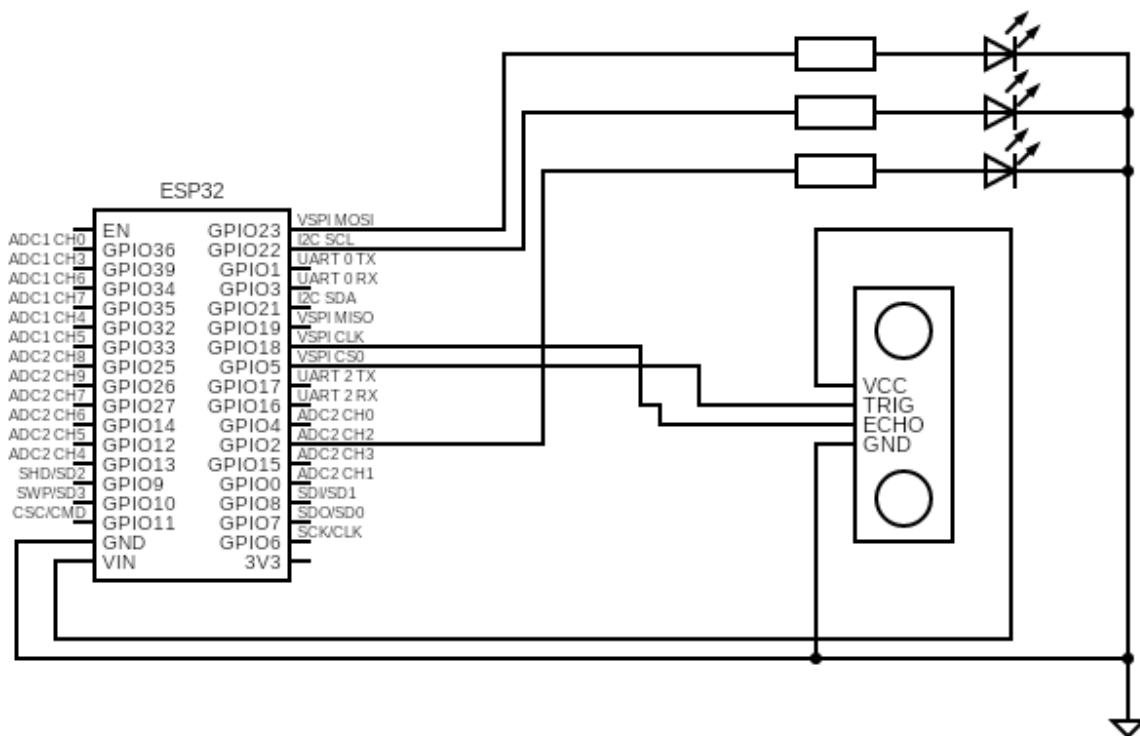 ESP32
VSPI MOSI
EN GPIO23
ADC1 CH0 I2C SCL
GPIO36 GPIO22
ADC1 CH3 UART 0 TX
GPIO39 GPIO1
ADC1 CH6 UART 0 RX
GPIO34 GPIO3
ADC1 CH7 I2C SDA
GPIO35 GPIO21
ADC1 CH4 VSPI MISO
GPIO32 GPIO19
ADC1 CH5 VSPI CLK
GPIO33 GPIO18
ADC2 CH8 VSPI CS0
GPIO25 GPIO5
ADC2 CH9 UART 2 TX
GPIO26 GPIO17
ADC2 CH7 UART 2 RX
GPIO27 GPIO16
ADC2 CH6 ADC2 CH0
GPIO14 GPIO4
ADC2 CH5 ADC2 CH2
GPIO12 GPIO2
ADC2 CH4 ADC2 CH3
GPIO13 GPIO15
SHD/SD2 ADC2 CH1
GPIO9 GPIO0
SWP/SD3 SDI/SD1
GPIO10 GPIO8
CSC/CMD SDO/SD0
GPIO11 GPIO7
SCK/CLK
GND GPIO6
VIN 3V3
VCC
TRIG
ECHO
GND